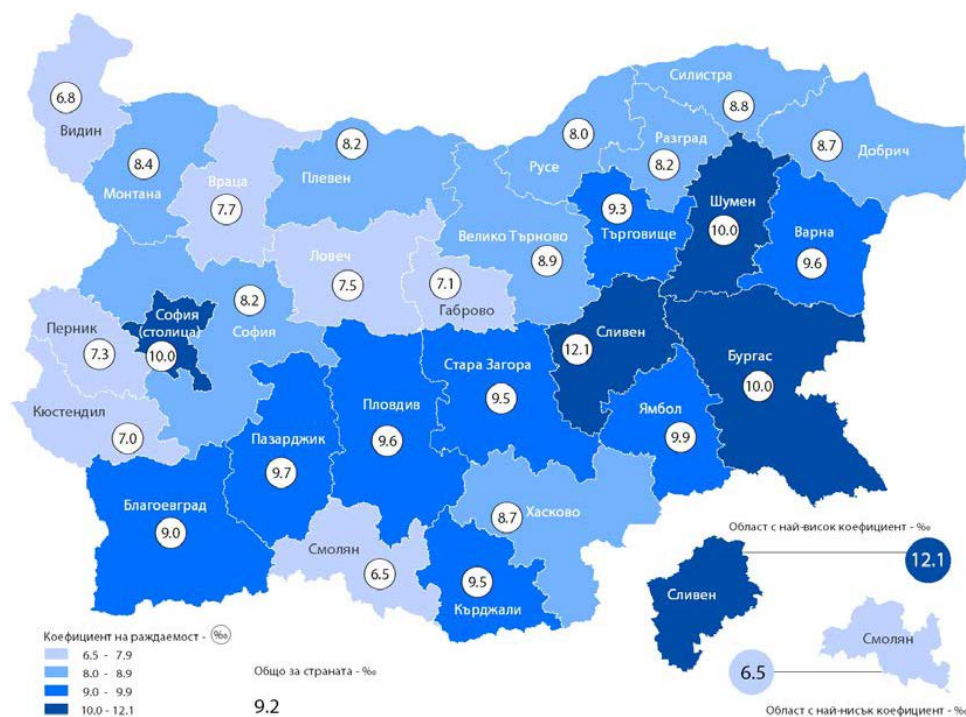 Силистра
8.8
6.8
Видин
8.0
8.2
Разград
8.7
Добрич
8.4
Монтана
Плевен
Русе
8.2
Враца
7.7
9.3
Търговище
Шумен
10.0
Варна
9.6
Велико Търново
8.9
Ловеч
7.5
7.1
Габрово
8.2
София
София
(столица)
10.0
Перник
7.3
12.1
Сливен
Бургас
10.0
Стара Загора
9.5
Кюстендил
7.0
Пловдив
9.6
Ямбол
9.9
Пазарджик
9.7
Благоевград
9.0
8.7
Хасково
Смолян
6.5
9.5
Кърджали
Област с най-висок коефициент - ‰
12.1
Сливен
Смолян
6.5
Област с най-нисък коефициент - ‰
Коефициент на раждаемост - ‰
6.5 - 7.9
8.0 - 8.9
9.0 - 9.9
10.0 - 12.1
Общо за страната - ‰
9.2